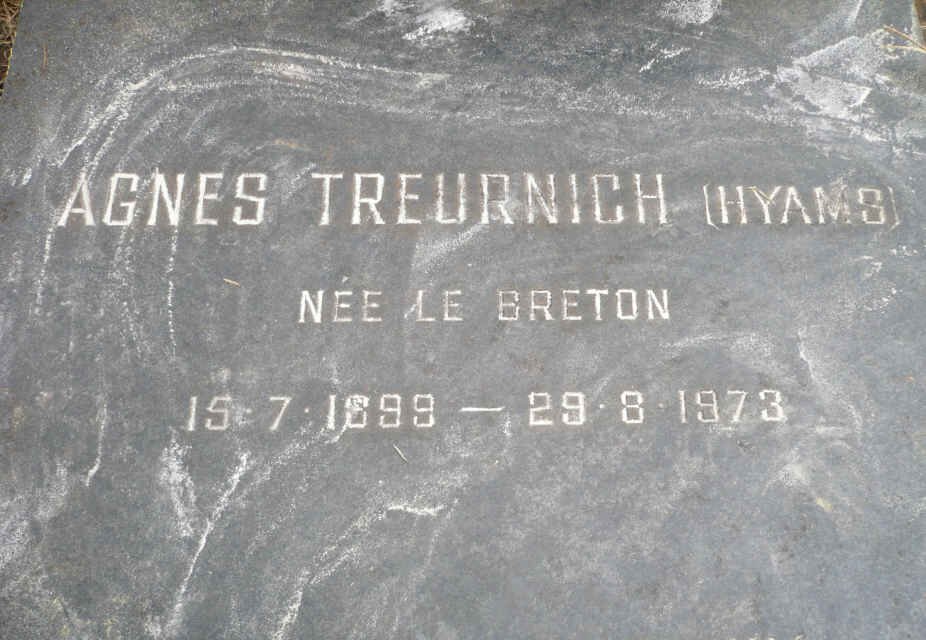 AGNES TREURNICH (HYAMS)
NÉE LE BRETON
15·7·1899 — 29·8·1973